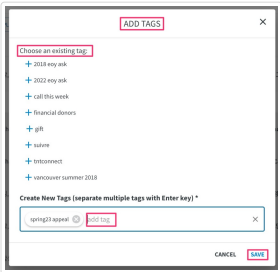 ADD TAGS
Choose an existing tag:
2018 eoy ask
2022 eoy ask
call this week
financial donors
gift
suivre
tntconnect
vancouver summer 2018
Create New Tags (separate multiple tags with Enter key) *
spring23 appeal add tag
CANCEL SAVE